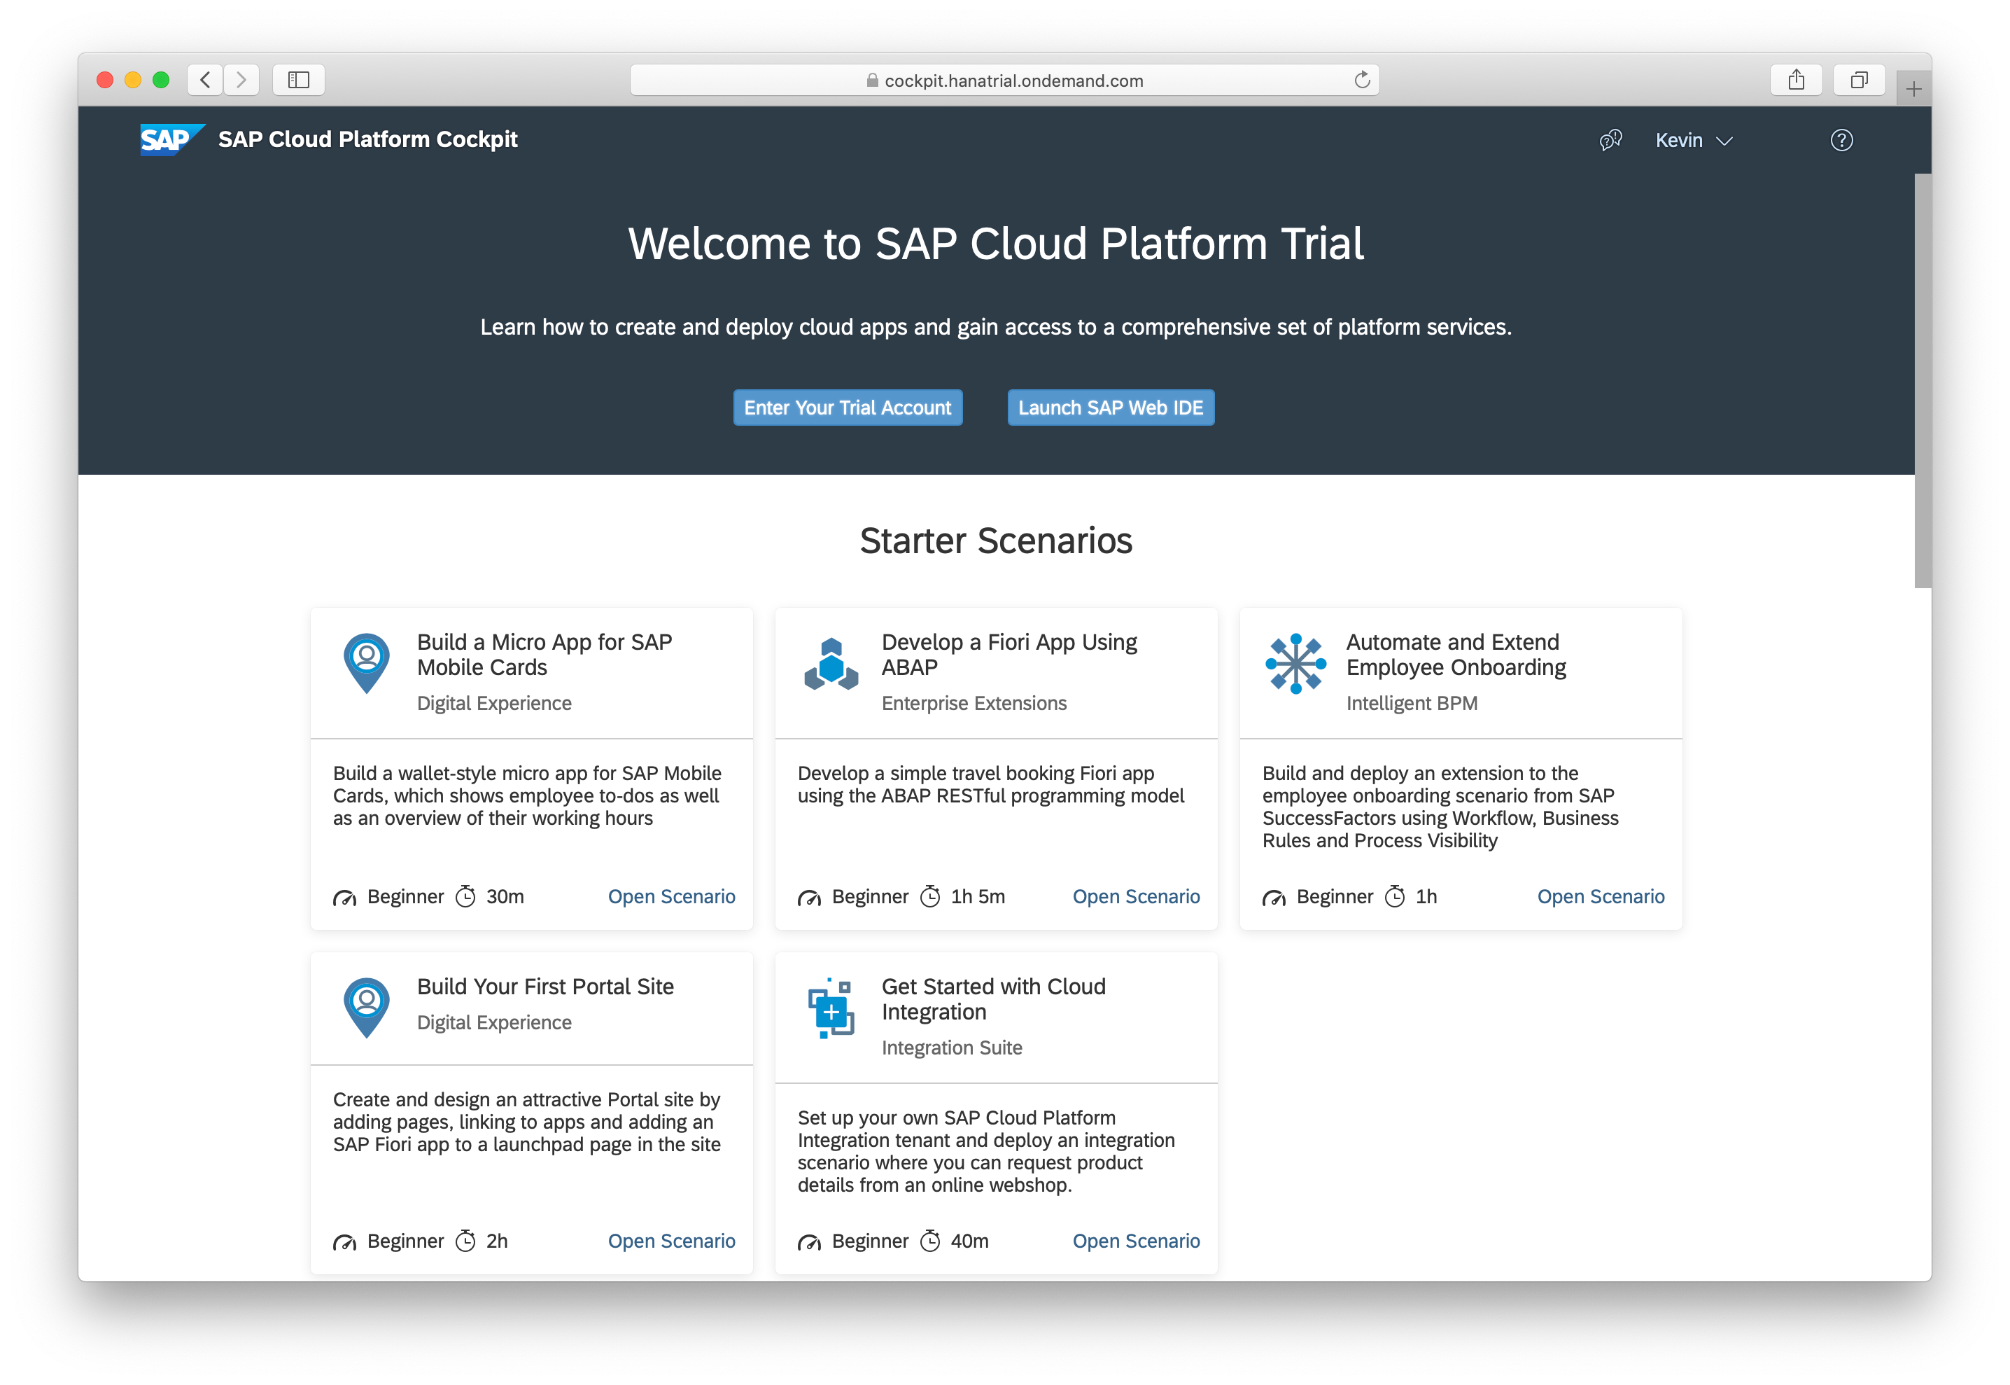 cockpit.hanatrial.ondemand.com
SAP SAP Cloud Platform Cockpit
Kevin
Welcome to SAP Cloud Platform Trial
Learn how to create and deploy cloud apps and gain access to a comprehensive set of platform services.
Enter Your Trial Account
Launch SAP Web IDE
Starter Scenarios
Build a Micro App for SAP
Mobile Cards
Digital Experience
Build a wallet-style micro app for SAP Mobile
Cards, which shows employee to-dos as well
as an overview of their working hours
Beginner 30m Open Scenario
Develop a Fiori App Using
ABAP
Enterprise Extensions
Develop a simple travel booking Fiori app
using the ABAP RESTful programming model
Beginner 1h 5m Open Scenario
Automate and Extend
Employee Onboarding
Intelligent BPM
Build and deploy an extension to the
employee onboarding scenario from SAP
SuccessFactors using Workflow, Business
Rules and Process Visibility
Beginner 1h Open Scenario
Build Your First Portal Site
Digital Experience
Create and design an attractive Portal site by
adding pages, linking to apps and adding an
SAP Fiori app to a launchpad page in the site
Beginner 2h Open Scenario
Get Started with Cloud
Integration
Integration Suite
Set up your own SAP Cloud Platform
Integration tenant and deploy an integration
scenario where you can request product
details from an online webshop.
Beginner 40m Open Scenario